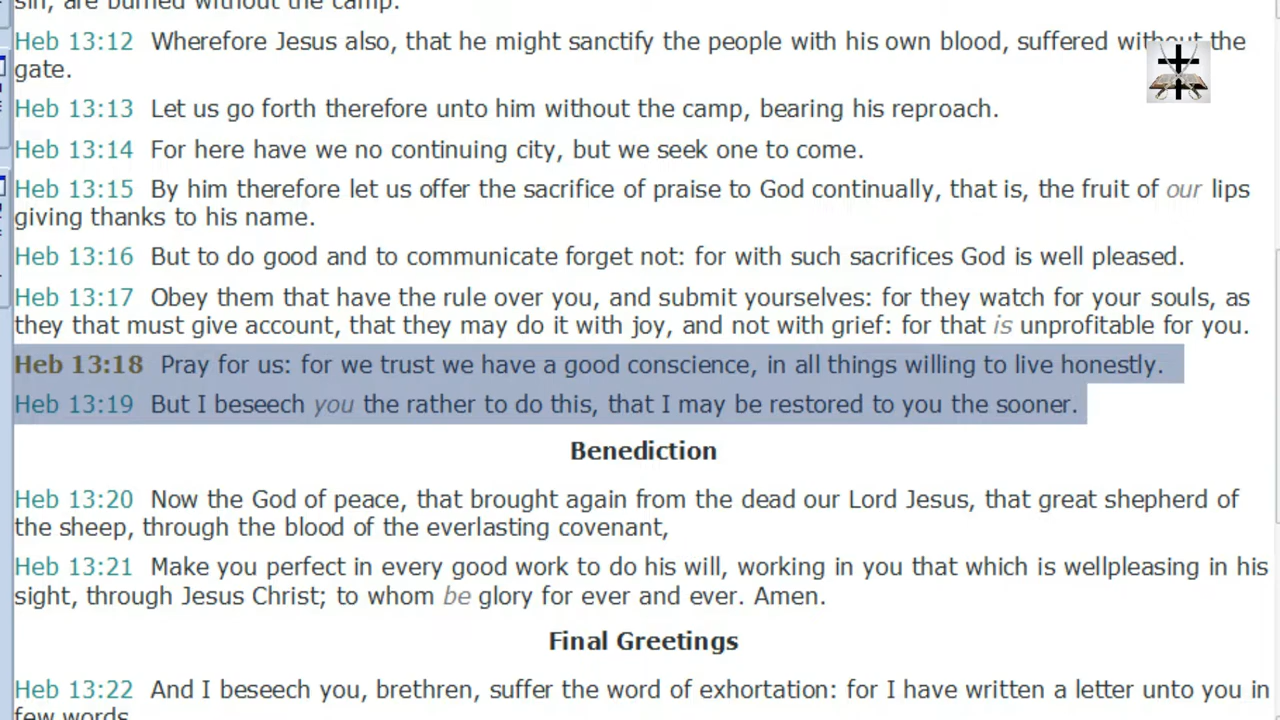 sin, are burned without the camp.
Heb 13:12 Wherefore Jesus also, that he might sanctify the people with his own blood, suffered without the
gate.
Heb 13:13 Let us go forth therefore unto him without the camp, bearing his reproach.
Heb 13:14 For here have we no continuing city, but we seek one to come.
Heb 13:15 By him therefore let us offer the sacrifice of praise to God continually, that is, the fruit of our lips
giving thanks to his name.
Heb 13:16 But to do good and to communicate forget not: for with such sacrifices God is well pleased.
Heb 13:17 Obey them that have the rule over you, and submit yourselves: for they watch for your souls, as
they that must give account, that they may do it with joy, and not with grief: for that is unprofitable for you.
Heb 13:18 Pray for us: for we trust we have a good conscience, in all things willing to live honestly.
Heb 13:19 But I beseech you the rather to do this, that I may be restored to you the sooner.
Benediction
Heb 13:20 Now the God of peace, that brought again from the dead our Lord Jesus, that great shepherd of
the sheep, through the blood of the everlasting covenant,
Heb 13:21 Make you perfect in every good work to do his will, working in you that which is wellpleasing in his
sight, through Jesus Christ; to whom be glory for ever and ever. Amen.
Final Greetings
Heb 13:22 And I beseech you, brethren, suffer the word of exhortation: for I have written a letter unto you in
few words.